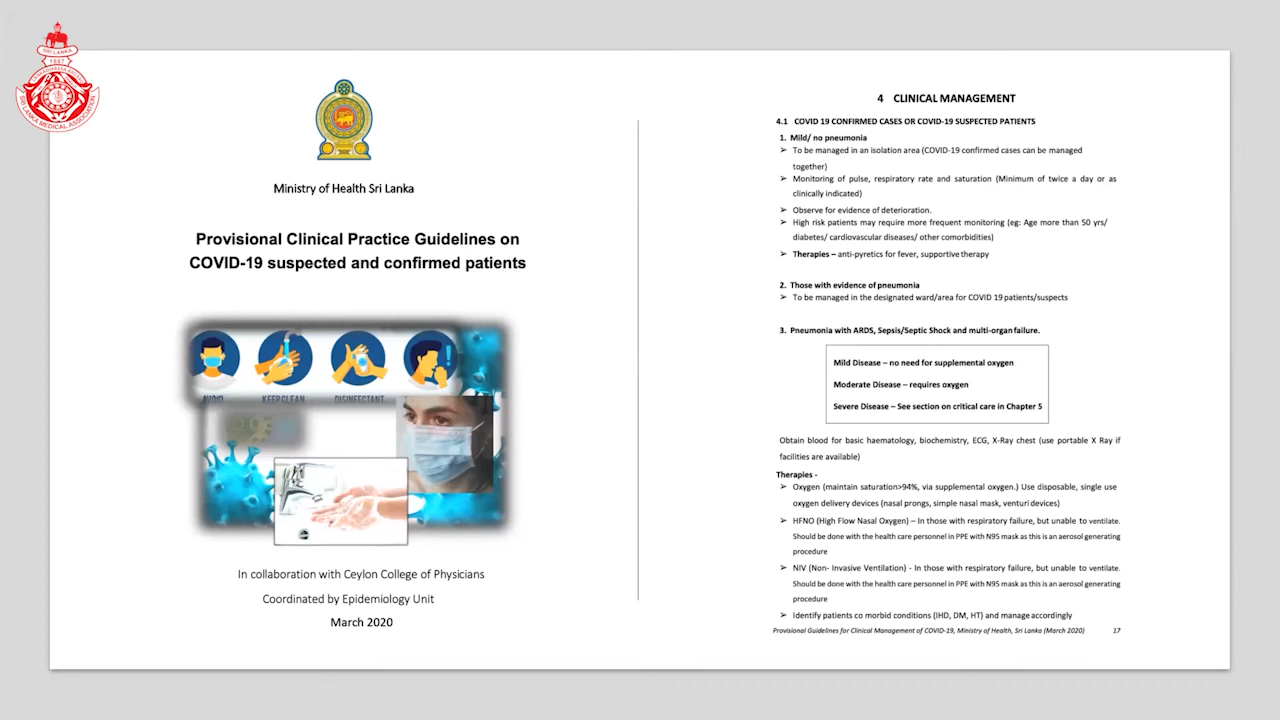 SRI LANKA
1887
SRI LANKA MEDICAL ASSOCIATION
Ministry of Health Sri Lanka
Provisional Clinical Practice Guidelines on
COVID-19 suspected and confirmed patients
AVOID KEEP CLEAN DISINFECTANT
In collaboration with Ceylon College of Physicians
Coordinated by Epidemiology Unit
March 2020
4 CLINICAL MANAGEMENT
4.1 COVID 19 CONFIRMED CASES OR COVID-19 SUSPECTED PATIENTS
1. Mild/ no pneumonia
➢ To be managed in an isolation area (COVID-19 confirmed cases can be managed
together)
➢ Monitoring of pulse, respiratory rate and saturation (Minimum of twice a day or as
clinically indicated)
➢ Observe for evidence of deterioration.
➢ High risk patients may require more frequent monitoring (eg: Age more than 50 yrs/
diabetes/ cardiovascular diseases/ other comorbidities)
➢ Therapies – anti-pyretics for fever, supportive therapy
2. Those with evidence of pneumonia
➢ To be managed in the designated ward/area for COVID 19 patients/suspects
3. Pneumonia with ARDS, Sepsis/Septic Shock and multi-organ failure.
Mild Disease – no need for supplemental oxygen
Moderate Disease – requires oxygen
Severe Disease – See section on critical care in Chapter 5
Obtain blood for basic haematology, biochemistry, ECG, X-Ray chest (use portable X Ray if
facilities are available)
Therapies -
➢ Oxygen (maintain saturation>94%, via supplemental oxygen.) Use disposable, single use
oxygen delivery devices (nasal prongs, simple nasal mask, venturi devices)
➢ HFNO (High Flow Nasal Oxygen) – In those with respiratory failure, but unable to ventilate.
Should be done with the health care personnel in PPE with N95 mask as this is an aerosol generating
procedure
➢ NIV (Non- Invasive Ventilation) - In those with respiratory failure, but unable to ventilate.
Should be done with the health care personnel in PPE with N95 mask as this is an aerosol generating
procedure
➢ Identify patients co morbid conditions (IHD, DM, HT) and manage accordingly
Provisional Guidelines for Clinical Management of COVID-19, Ministry of Health, Sri Lanka (March 2020) 17